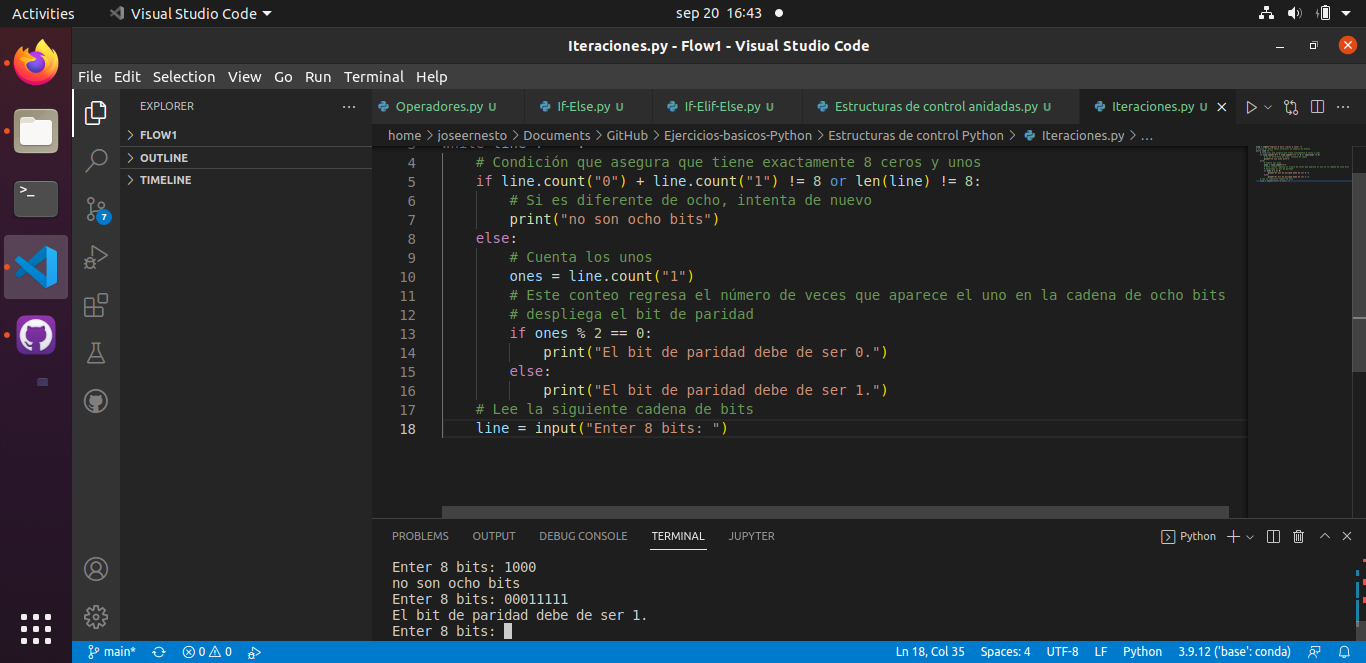 Activities Visual Studio Code sep 20 16:43
Iteraciones.py - Flow1 - Visual Studio Code
File Edit Selection View Go Run Terminal Help
EXPLORER
FLOW1
OUTLINE
TIMELINE
7
Operadores.py U If-Else.py U If-Elif-Else.py U Estructuras de control anidadas.py U Iteraciones.py U
home > joseernesto > Documents > GitHub > Ejercicios-basicos-Python > Estructuras de control Python > Iteraciones.py > ...
4 # Condición que asegura que tiene exactamente 8 ceros y unos
5 if line.count("0") + line.count("1") != 8 or len(line) != 8:
6 # Si es diferente de ocho, intenta de nuevo
7 print("no son ocho bits")
8 else:
9 # Cuenta los unos
10 ones = line.count("1")
11 # Este conteo regresa el número de veces que aparece el uno en la cadena de ocho bits
12 # despliega el bit de paridad
13 if ones % 2 == 0:
14 print("El bit de paridad debe de ser 0.")
15 else:
16 print("El bit de paridad debe de ser 1.")
17 # Lee la siguiente cadena de bits
18 line = input("Enter 8 bits: ")
PROBLEMS OUTPUT DEBUG CONSOLE TERMINAL JUPYTER Python
Enter 8 bits: 1000
no son ocho bits
Enter 8 bits: 00011111
El bit de paridad debe de ser 1.
Enter 8 bits:
main* 0 0 Ln 18, Col 35 Spaces: 4 UTF-8 LF Python 3.9.12 ('base': conda)